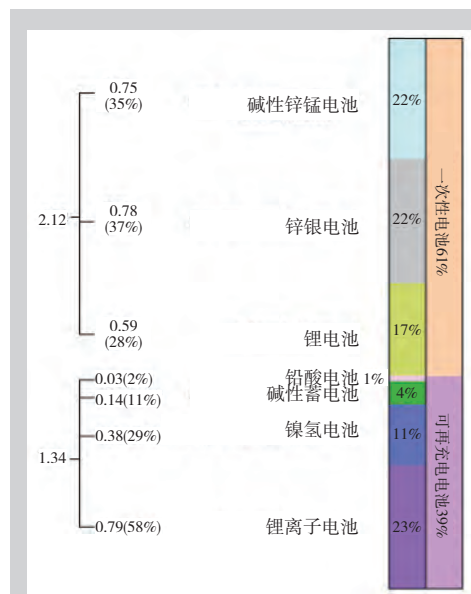 0.75
(35%)
碱性锌锰电池
22%
2.12
0.78
(37%)
锌银电池
22%
一次性电池61%
0.59
(28%)
锂电池
17%
0.03(2%)
铅酸电池 1%
0.14(11%)
碱性蓄电池
4%
0.38(29%)
镍氢电池
11%
可再充电电池39%
1.34
0.79(58%)
锂离子电池
23%